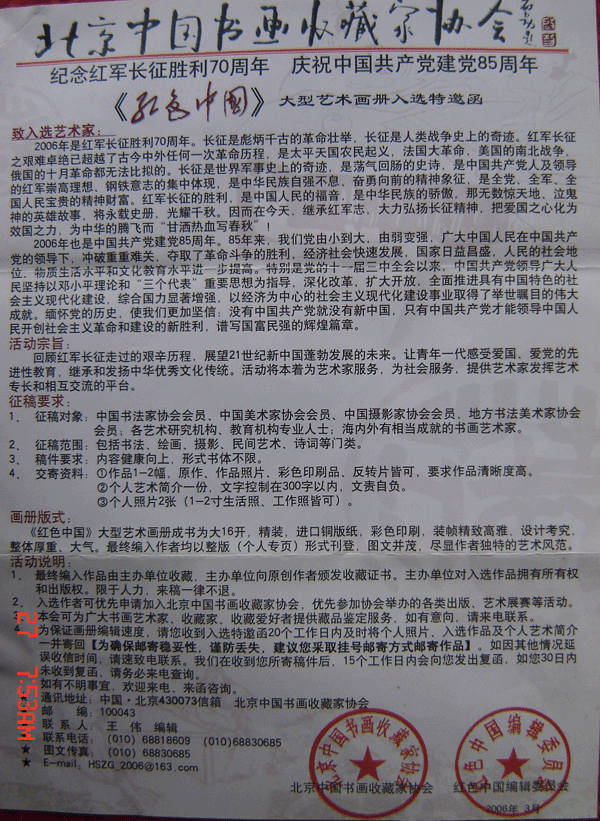 北京中国书画收藏家协会
纪念红军长征胜利70周年 庆祝中国共产党建党85周年
《红色中国》大型艺术画册入选特邀函
致入选艺术家:
2006年是红军长征胜利70周年。长征是彪炳千古的革命壮举,长征是人类战争史上的奇迹。红军长征
之艰难卓绝已超越了古今中外任何一次革命历程,是太平天国农民起义,法国大革命、美国的南北战争,
俄国的十月革命都无法比拟的。长征是世界军事史上的奇迹,是荡气回肠的史诗,是中国共产党人及领导
的红军崇高理想、钢铁意志的集中体现,是中华民族自强不息、奋勇向前的精神象征,是全党、全军、全
国人民宝贵的精神财富。红军长征的胜利,是中国人民的福音,是中华民族的骄傲,那无数惊天地、泣鬼
神的英雄故事,将永载史册,光耀千秋。因而在今天,继承红军志,大力弘扬长征精神,把爱国之心化为
效国之力,为中华的腾飞而“甘洒热血写春秋”!
2006年也是中国共产党建党85周年。85年来,我们党由小到大,由弱变强,广大中国人民在中国共产
党的领导下,冲破重重难关,夺取了革命斗争的胜利,经济社会快速发展,国家日益昌盛,人民的社会地
位,物质生活水平和文化教育水平进一步提高。特别是党的十一届三中全会以来,中国共产党领导广大人
民坚持以邓小平理论和“三个代表”重要思想为指导,深化改革,扩大开放,全面推进具有中国特色的社
会主义现代化建设,综合国力显著增强,以经济为中心的社会主义现代化建设事业取得了举世瞩目的伟大
成就。缅怀党的历史,使我们更加坚信:没有中国共产党就没有新中国,只有中国共产党才能领导中国人
民开创社会主义革命和建设的新胜利,谱写国富民强的辉煌篇章。
活动宗旨:
回顾红军长征走过的艰辛历程,展望21世纪新中国蓬勃发展的未来。让青年一代感受爱国、爱党的先
进性教育,继承和发扬中华优秀文化传统。活动将本着为艺术家服务,为社会服务,提供艺术家发挥艺术
专长和相互交流的平台。
征稿要求:
1、 征稿对象:中国书法家协会会员、中国美术家协会会员、中国摄影家协会会员,地方书法美术家协会
会员;各艺术研究机构、教育机构专业人士;海内外有相当成就的书画艺术家。
2、 征稿范围:包括书法、绘画、摄影、民间艺术、诗词等门类。
3、 稿件要求:内容健康向上,形式书体不限。
4、 交寄资料:①作品1-2幅,原作、作品照片、彩色印刷品、反转片皆可,要求作品清晰度高。
②个人艺术简介一份,文字控制在300字以内,文责自负。
③个人照片2张(1-2寸生活照、工作照皆可)。
画册版式:
《红色中国》大型艺术画册成书为大16开,精装,进口铜版纸,彩色印刷,装帧精致高雅,设计考究,
整体厚重、大气。最终编入作者均以整版(个人专页)形式刊登,图文并茂,尽显作者独特的艺术风范。
活动说明:
1、 最终编入作品由主办单位收藏,主办单位向原创作者颁发收藏证书。主办单位对入选作品拥有所有权
和出版权。限于人力,来稿一律不退。
2、 入选作者可优先申请加入北京中国书画收藏家协会,优先参加协会举办的各类出版、艺术展赛等活动。
本会可为广大书画艺术家、收藏家、收藏爱好者提供藏品鉴定服务,如有意向,请来电联系。
为保证画册编辑速度,请您收到入选特邀函20个工作日内及时将个人照片、入选作品及个人艺术简介
一并寄回【为确保邮寄稳妥性,谨防丢失,建议您采取挂号邮寄方式邮寄作品】。如因其他情况延
误收信时间,请速致电联系。我们在收到您所寄稿件后,15个工作日内会向您发出复函,如您30日内
未收到复函,请务必来电查询。
如有不明事宜,欢迎来电、来函咨询。
★ 通讯地址:中国·北京430073信箱 北京中国书画收藏家协会
邮 编:100043
联 系 人:王 伟 编辑
联系电话:(010) 68818609 (010)68830685
★ 图文传真:(010) 68830685
★ E-mail:HSZG_2006@163.com
北京中国书画收藏家协会 红色中国编辑委员会
2006年 3月
北京中国书画收藏家协会
红色中国编辑委员会
27 7:53AM